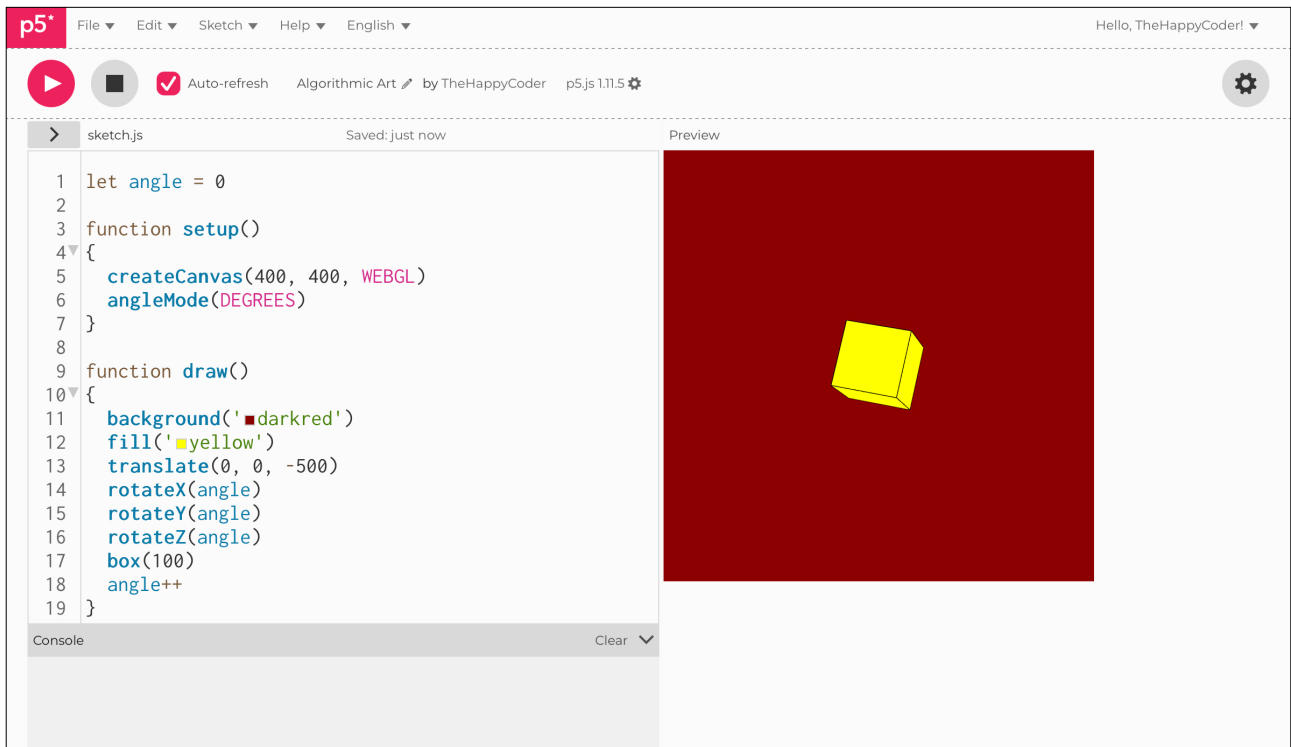 p5* File ▼ Edit ▼ Sketch ▼ Help ▼ English ▼ Hello, TheHappyCoder! ▼
Auto-refresh Algorithmic Art by TheHappyCoder p5.js 1.11.5
> sketch.js Saved: just now Preview
1 let angle = 0
2
3 function setup()
4 {
5   createCanvas(400, 400, WEBGL)
6   angleMode(DEGREES)
7 }
8
9 function draw()
10 {
11   background('darkred')
12   fill('yellow')
13   translate(0, 0, -500)
14   rotateX(angle)
15   rotateY(angle)
16   rotateZ(angle)
17   box(100)
18   angle++
19 }
Console Clear